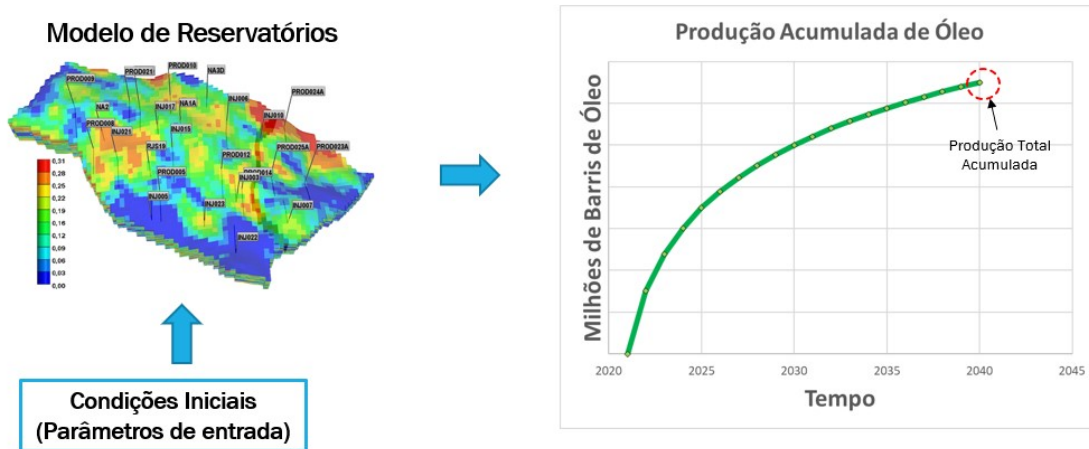 Modelo de Reservatórios
PROD009
PROD021
PROD010
NA3D
NA2
INJ017
NA1A
INJ006
PROD024A
INJ010
PROD008
INJ021
INJ015
RJS19
PROD012
PROD025A
PROD023A
PROD005
PROD014
INJ003
INJ005
INJ023
INJ007
INJ022
0,31
0,28
0,25
0,22
0,19
0,16
0,12
0,09
0,06
0,03
0,00
Condições Iniciais
(Parâmetros de entrada)
Produção Acumulada de Óleo
Milhões de Barris de Óleo
Produção Total
Acumulada
2020
2025
2030
2035
2040
2045
Tempo